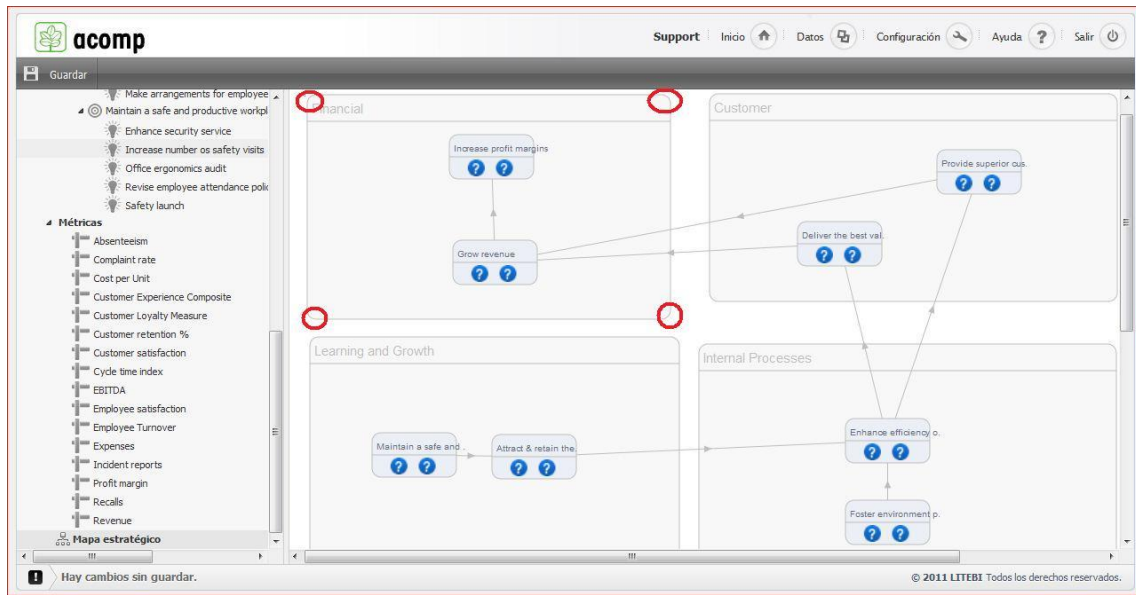 acomp
Support Inicio Datos Configuración Ayuda ? Salir
Guardar
Make arrangements for employee
Maintain a safe and productive workpl
Enhance security service
Increase number os safety visits
Office ergonomics audit
Revise employee attendance polic
Safety launch
Métricas
Absenteeism
Complaint rate
Cost per Unit
Customer Experience Composite
Customer Loyalty Measure
Customer retention %
Customer satisfaction
Cycle time index
EBITDA
Employee satisfaction
Employee Turnover
Expenses
Incident reports
Profit margin
Recalls
Revenue
Mapa estratégico
Financial
Increase profit margins
? ?
Grow revenue
? ?
Customer
Provide superior cus.
? ?
Deliver the best val.
? ?
Learning and Growth
Maintain a safe and .
? ?
Attract & retain the.
? ?
Internal Processes
Enhance efficiency o.
? ?
Foster environment p.
? ?
! Hay cambios sin guardar.
© 2011 LITEBI Todos los derechos reservados.